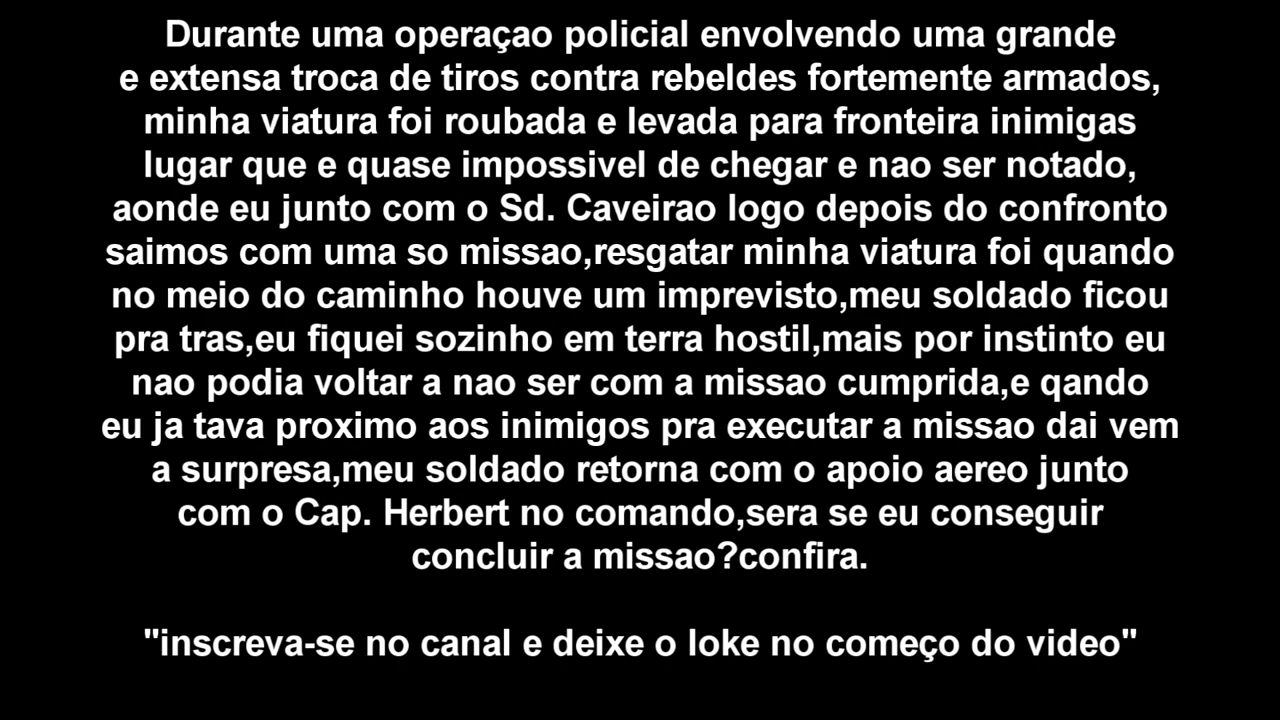 Durante uma operaçao policial envolvendo uma grande
e extensa troca de tiros contra rebeldes fortemente armados,
minha viatura foi roubada e levada para fronteira inimigas
lugar que e quase impossivel de chegar e nao ser notado,
aonde eu junto com o Sd. Caveirao logo depois do confronto
saimos com uma so missao,resgatar minha viatura foi quando
no meio do caminho houve um imprevisto,meu soldado ficou
pra tras,eu fiquei sozinho em terra hostil,mais por instinto eu
nao podia voltar a nao ser com a missao cumprida,e qando
eu ja tava proximo aos inimigos pra executar a missao dai vem
a surpresa,meu soldado retorna com o apoio aereo junto
com o Cap. Herbert no comando,sera se eu conseguir
concluir a missao?confira.
"inscreva-se no canal e deixe o loke no começo do video"